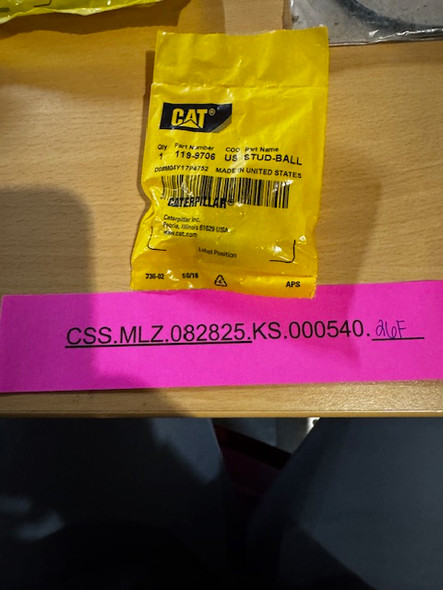 CAT®
Qty Part Number COO Part Name
1 119-9706 US STUD-BALL
MADE IN UNITED STATES
CATERPILLAR®
Caterpillar Inc.
Peoria, Illinois 61629 USA
www.cat.com
Label Position
APS
CSS.MLZ.082825.KS.000540.26F